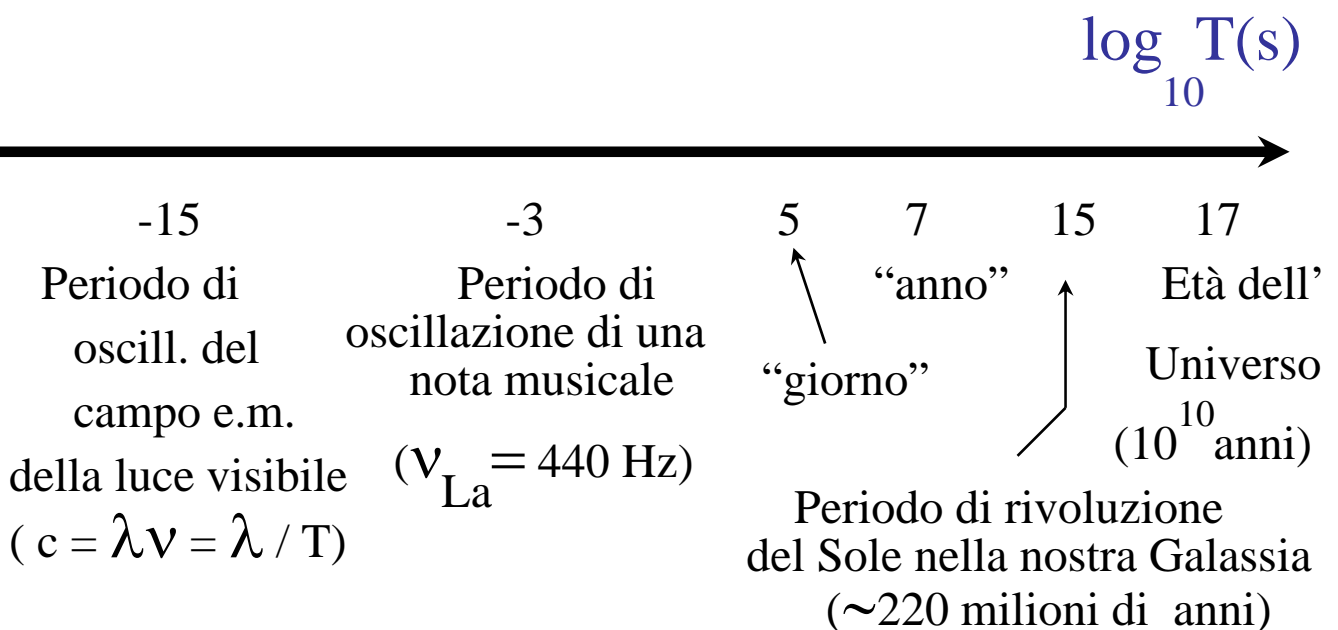 log10 T(s)
-15 -3 5 7 15 17
Periodo di
oscill. del
campo e.m.
della luce visibile
( c = λν = λ / T)
Periodo di
oscillazione di una
nota musicale
(νLa = 440 Hz)
“giorno”
“anno”
Periodo di rivoluzione
del Sole nella nostra Galassia
(~220 milioni di anni)
Età dell’
Universo
(10^10 anni)